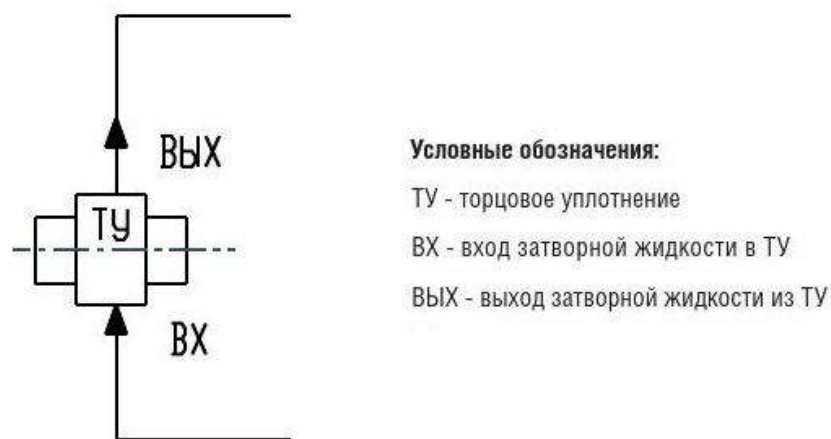 ВЫХ
ТУ
ВХ
Условные обозначения:
ТУ - торцовое уплотнение
ВХ - вход затворной жидкости в ТУ
ВЫХ - выход затворной жидкости из ТУ